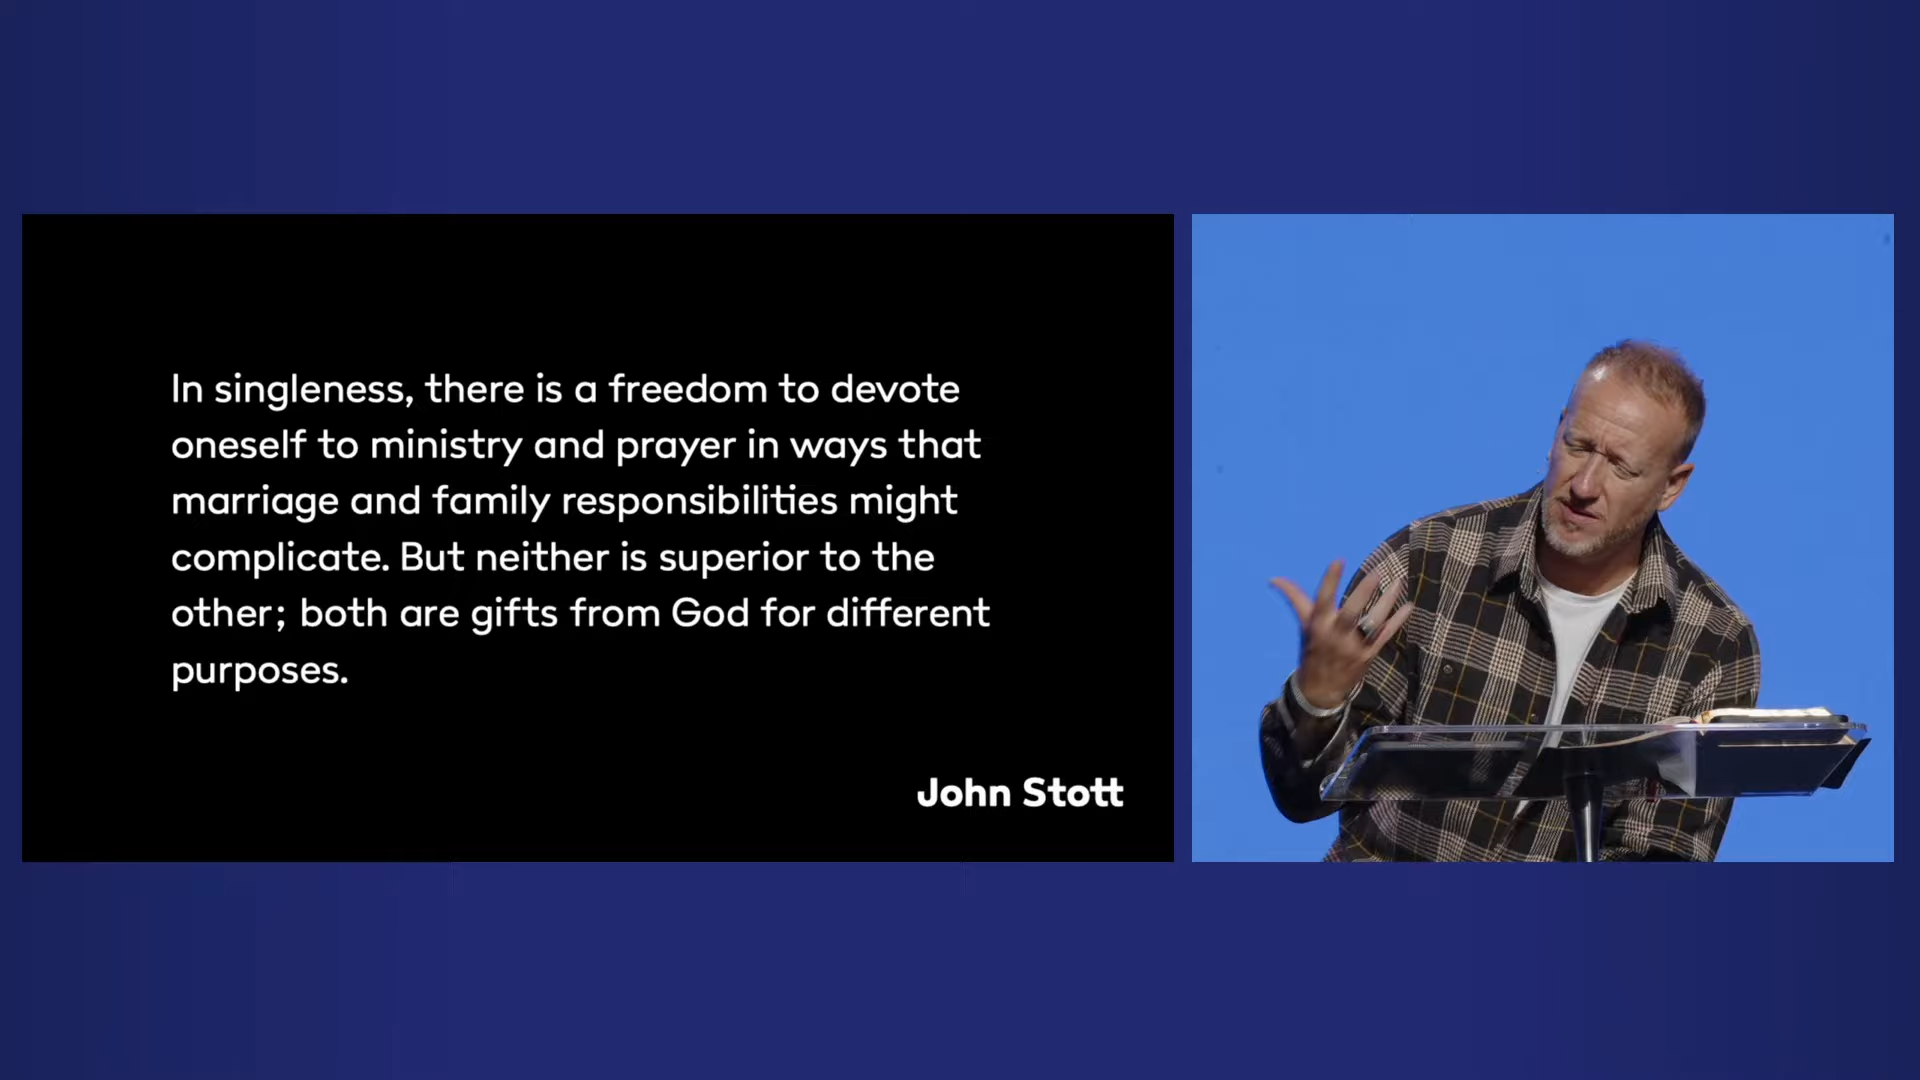 In singleness, there is a freedom to devote
oneself to ministry and prayer in ways that
marriage and family responsibilities might
complicate. But neither is superior to the
other; both are gifts from God for different
purposes.
John Stott